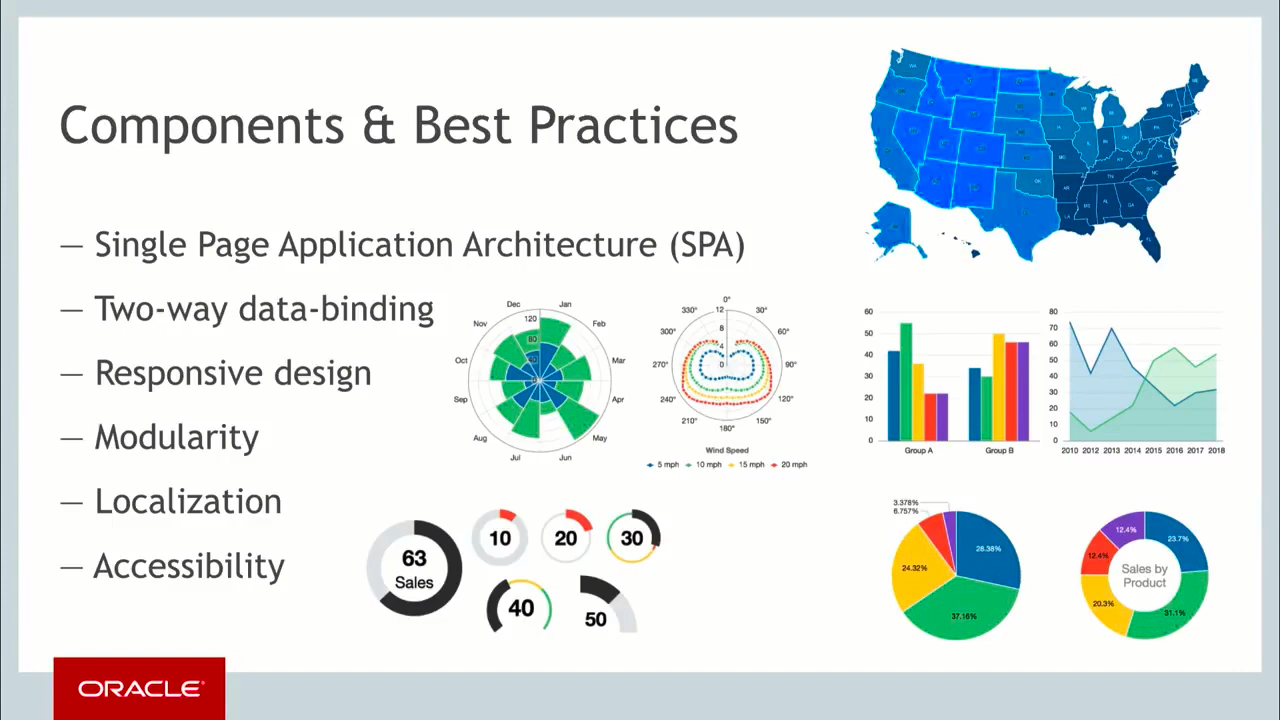 Components & Best Practices
— Single Page Application Architecture (SPA)
— Two-way data-binding
— Responsive design
— Modularity
— Localization
— Accessibility
Dec Jan
Nov 120 Feb
80
Oct Mar
Sep Apr
Aug May
Jul Jun
0°
330° 12 30°
300° 8 60°
4
270° 0 90°
240° 120°
210° 150°
180°
Wind Speed
5 mph 10 mph 15 mph 20 mph
60
50
40
30
20
10
0
Group A Group B
80
70
60
50
40
30
20
10
0
2010 2011 2012 2013 2014 2015 2016 2017 2018
63
Sales
10
20
30
40
50
3.378%
6.757%
28.38%
24.32%
37.16%
12.4% 23.7%
12.4%
Sales by
Product
20.3% 31.1%
ORACLE